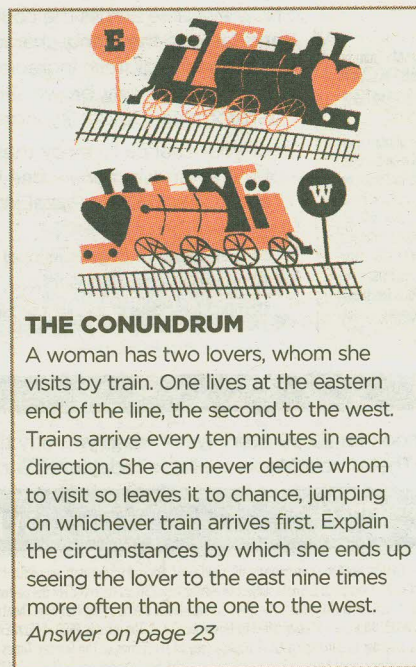 E
W
THE CONUNDRUM
A woman has two lovers, whom she
visits by train. One lives at the eastern
end of the line, the second to the west.
Trains arrive every ten minutes in each
direction. She can never decide whom
to visit so leaves it to chance, jumping
on whichever train arrives first. Explain
the circumstances by which she ends up
seeing the lover to the east nine times
more often than the one to the west.
Answer on page 23